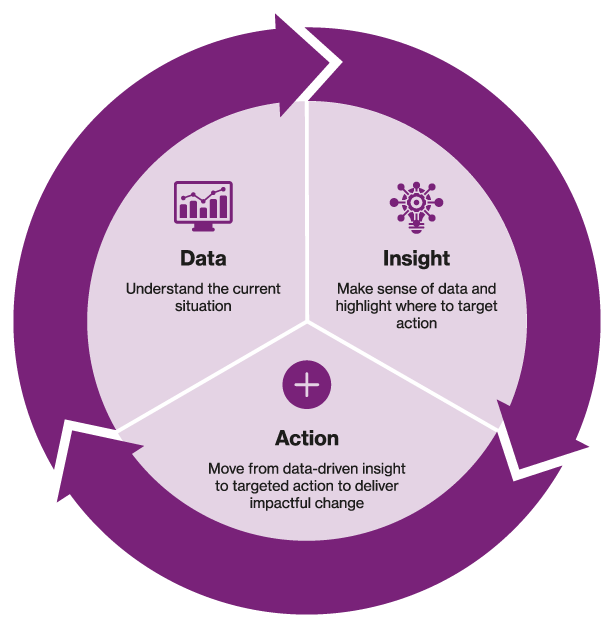 Data
Understand the current
situation
Insight
Make sense of data and
highlight where to target
action
Action
Move from data-driven insight
to targeted action to deliver
impactful change